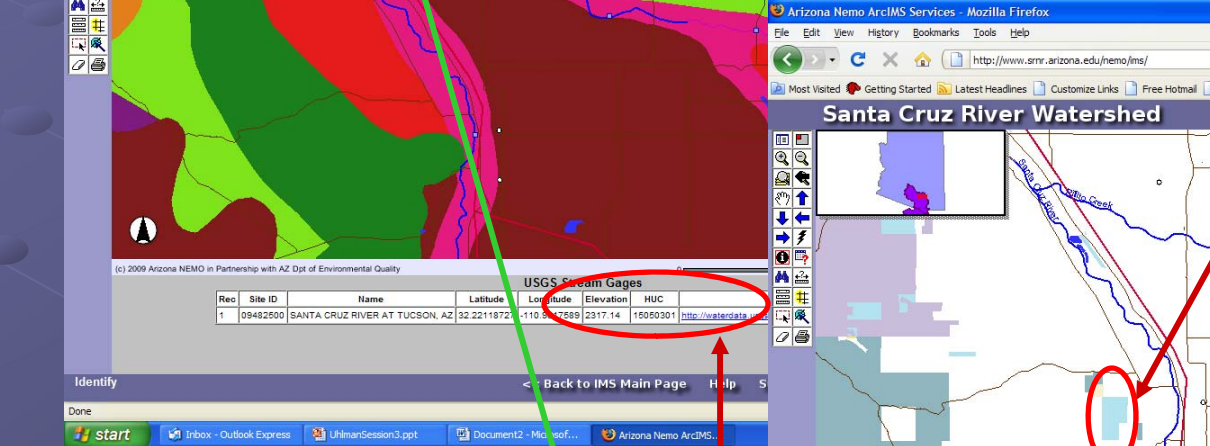 (c) 2009 Arizona NEMO in Partnership with AZ Dpt of Environmental Quality
USGS Stream Gages
Rec Site ID Name Latitude Longitude Elevation HUC
1 09482500 SANTA CRUZ RIVER AT TUCSON, AZ 2317.14 15050301
Identify
<< Back to IMS Main Page Help
Done
start Inbox - Outlook Express UhlmanSession3.ppt Document2 - Microsof... Arizona Nemo ArcIMS...
Arizona Nemo ArcIMS Services - Mozilla Firefox
File Edit View History Bookmarks Tools Help
http://www.srnr.arizona.edu/nemo/ims/
Most Visited Getting Started Latest Headlines Customize Links Free Hotmail
Santa Cruz River Watershed
Santa Cruz River
Rillito Creek